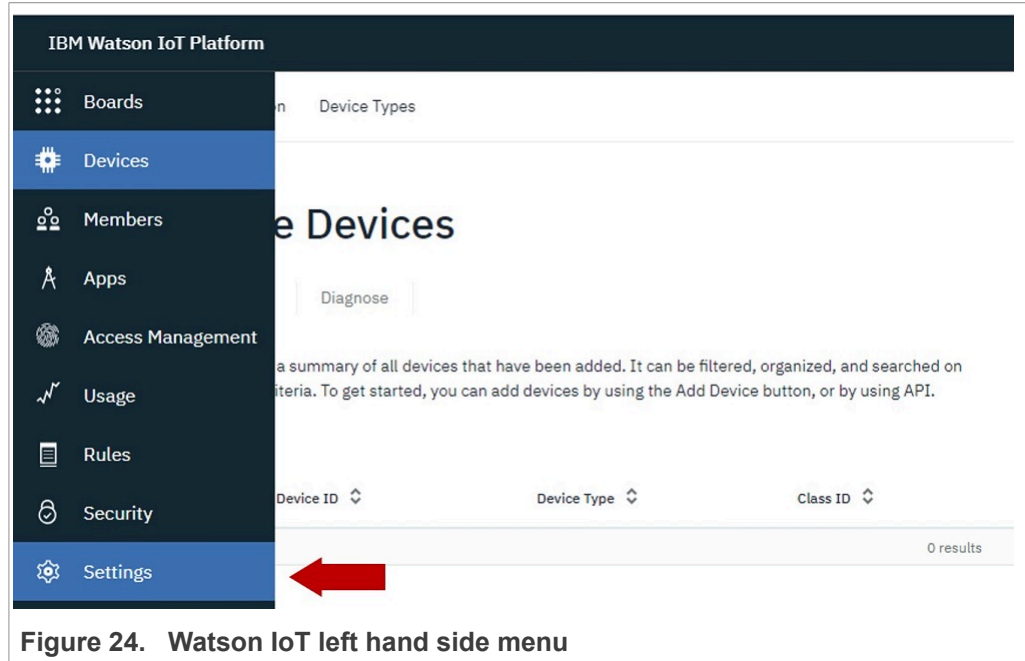 IBM Watson IoT Platform
Boards
n Device Types
Devices
Members
e Devices
Apps
Diagnose
Access Management
a summary of all devices that have been added. It can be filtered, organized, and searched on
Usage
iteria. To get started, you can add devices by using the Add Device button, or by using API.
Rules
Device ID Device Type Class ID
Security
0 results
Settings
Figure 24. Watson IoT left hand side menu